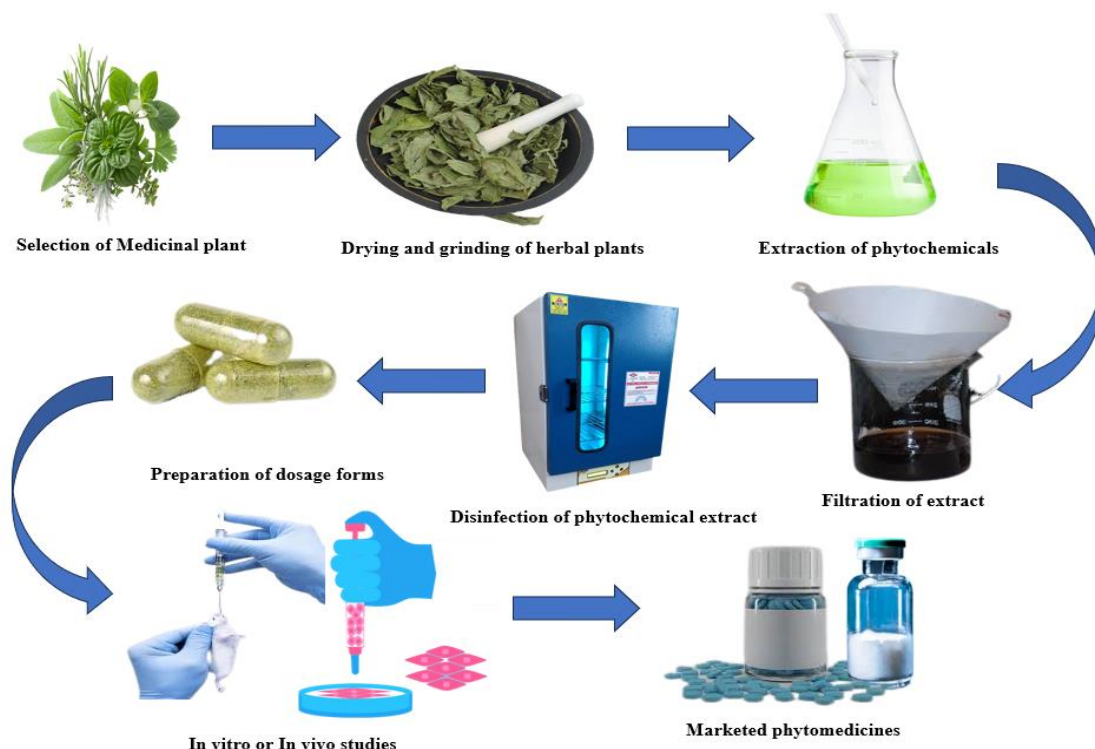 Selection of Medicinal plant
Drying and grinding of herbal plants
Extraction of phytochemicals
Filtration of extract
Disinfection of phytochemical extract
Preparation of dosage forms
In vitro or In vivo studies
Marketed phytomedicines